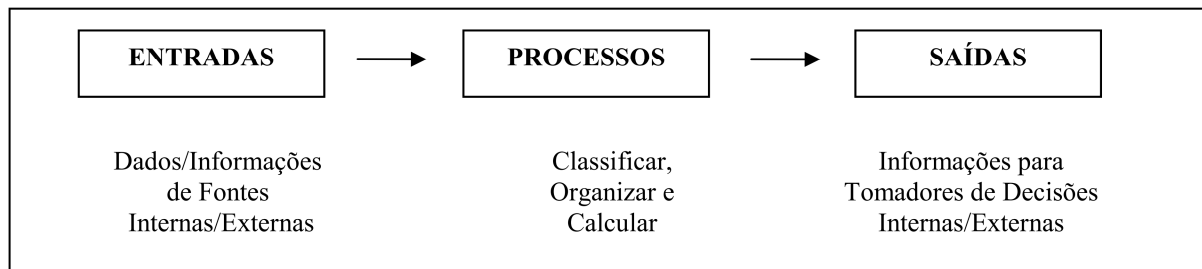 ENTRADAS
PROCESSOS
SAÍDAS
Dados/Informações
de Fontes
Internas/Externas
Classificar,
Organizar e
Calcular
Informações para
Tomadores de Decisões
Internas/Externas